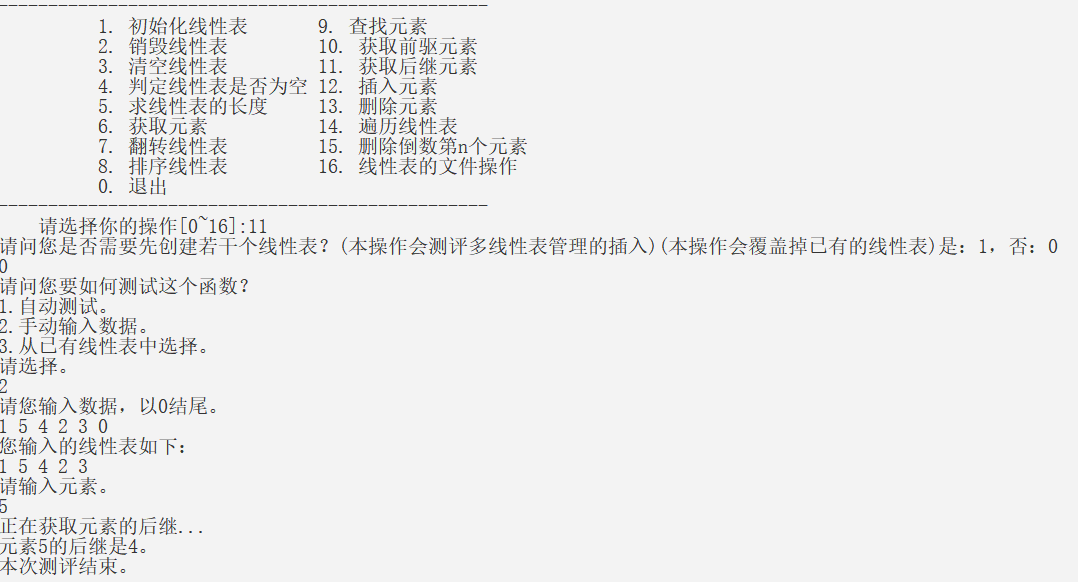 -------------------------------------------------
1. 初始化线性表 9. 查找元素
2. 销毁线性表 10. 获取前驱元素
3. 清空线性表 11. 获取后继元素
4. 判定线性表是否为空 12. 插入元素
5. 求线性表的长度 13. 删除元素
6. 获取元素 14. 遍历线性表
7. 翻转线性表 15. 删除倒数第n个元素
8. 排序线性表 16. 线性表的文件操作
0. 退出
-------------------------------------------------
请选择你的操作[0~16]:11
请问您是否需要先创建若干个线性表？(本操作会测评多线性表管理的插入)(本操作会覆盖掉已有的线性表)是：1，否：0
0
请问您要如何测试这个函数？
1.自动测试。
2.手动输入数据。
3.从已有线性表中选择。
请选择。
2
请您输入数据，以0结尾。
1 5 4 2 3 0
您输入的线性表如下：
1 5 4 2 3
请输入元素。
5
正在获取元素的后继...
元素5的后继是4。
本次测评结束。